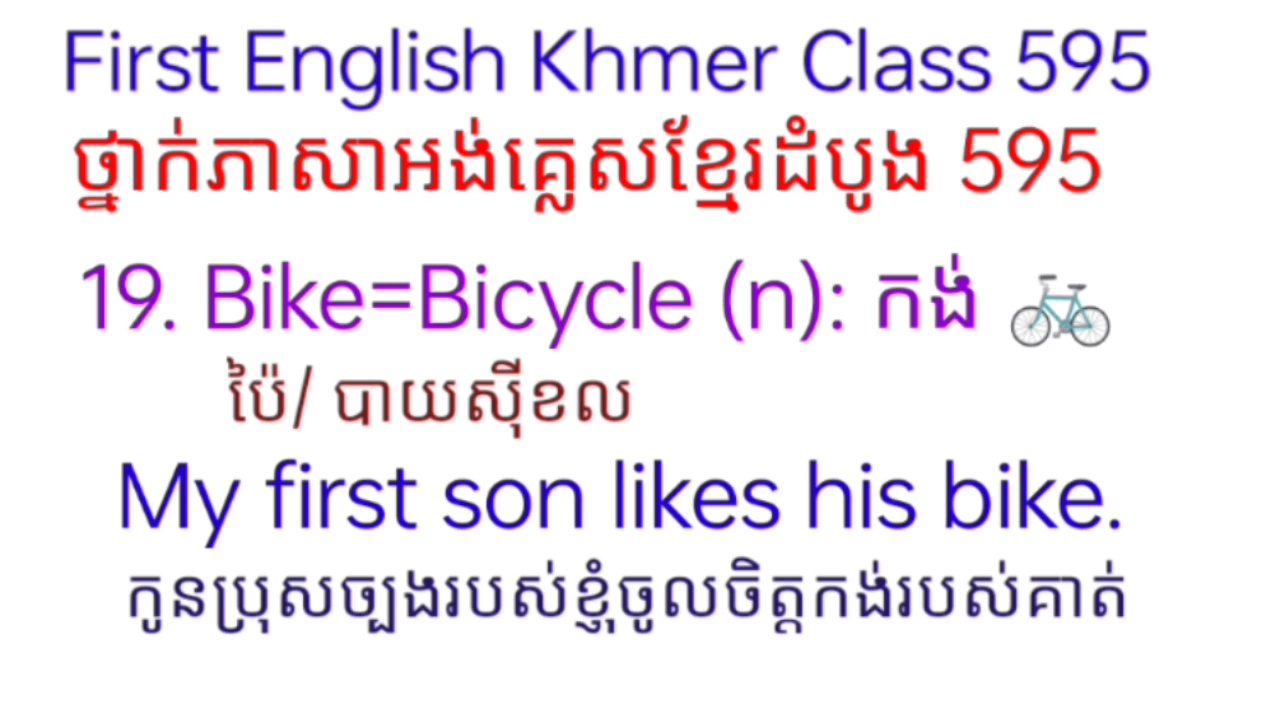 First English Khmer Class 595
ថ្នាក់ភាសាអង់គ្លេសខ្មែរដំបូង 595
19. Bike=Bicycle (n): កង់ 🚲
ប៉ៃ/ បាយស៊ីខល
My first son likes his bike.
កូនប្រុសច្បងរបស់ខ្ញុំចូលចិត្តកង់របស់គាត់